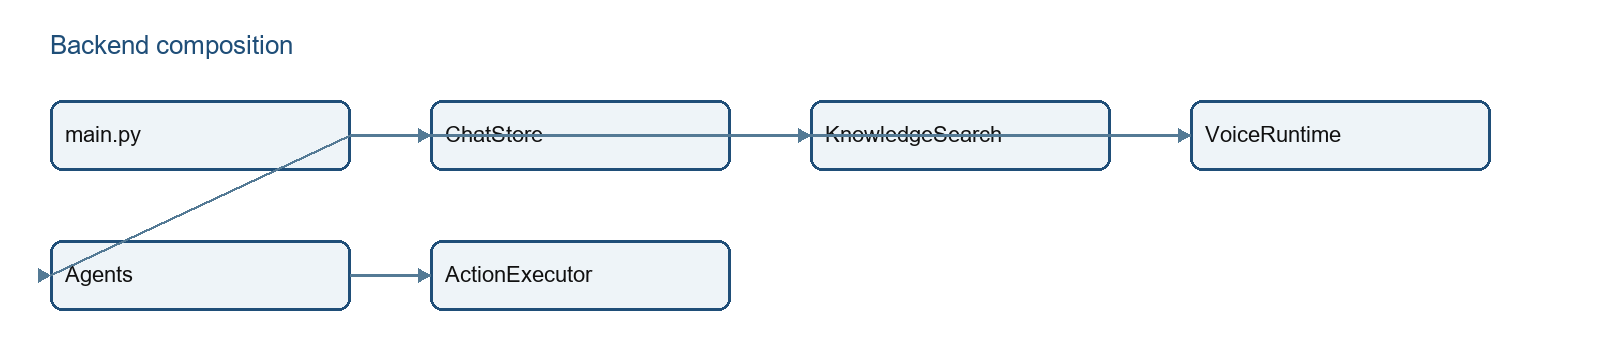 Backend composition
main.py
ChatStore
KnowledgeSearch
VoiceRuntime
Agents
ActionExecutor